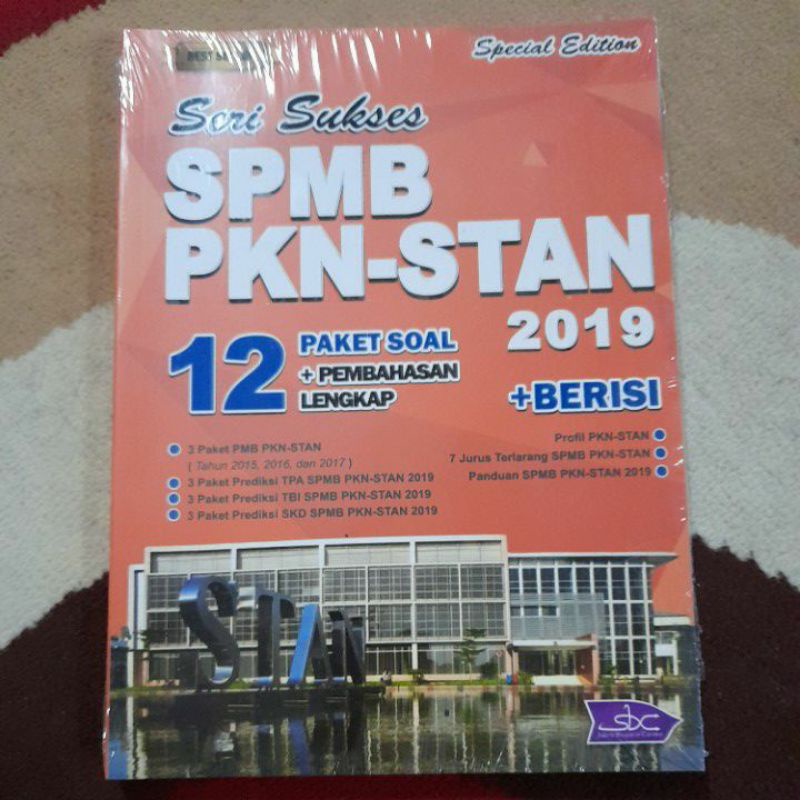 BEST SELLER
Special Edition
Seri Sukses
SPMB
PKN-STAN
2019
12
PAKET SOAL
+ PEMBAHASAN
LENGKAP
+BERISI
3 Paket PMB PKN-STAN
( Tahun 2015, 2016, dan 2017 )
3 Paket Prediksi TPA SPMB PKN-STAN 2019
3 Paket Prediksi TBI SPMB PKN-STAN 2019
3 Paket Prediksi SKD SPMB PKN-STAN 2019
Profil PKN-STAN
7 Jurus Terlarang SPMB PKN-STAN
Panduan SPMB PKN-STAN 2019
STAN
sbc